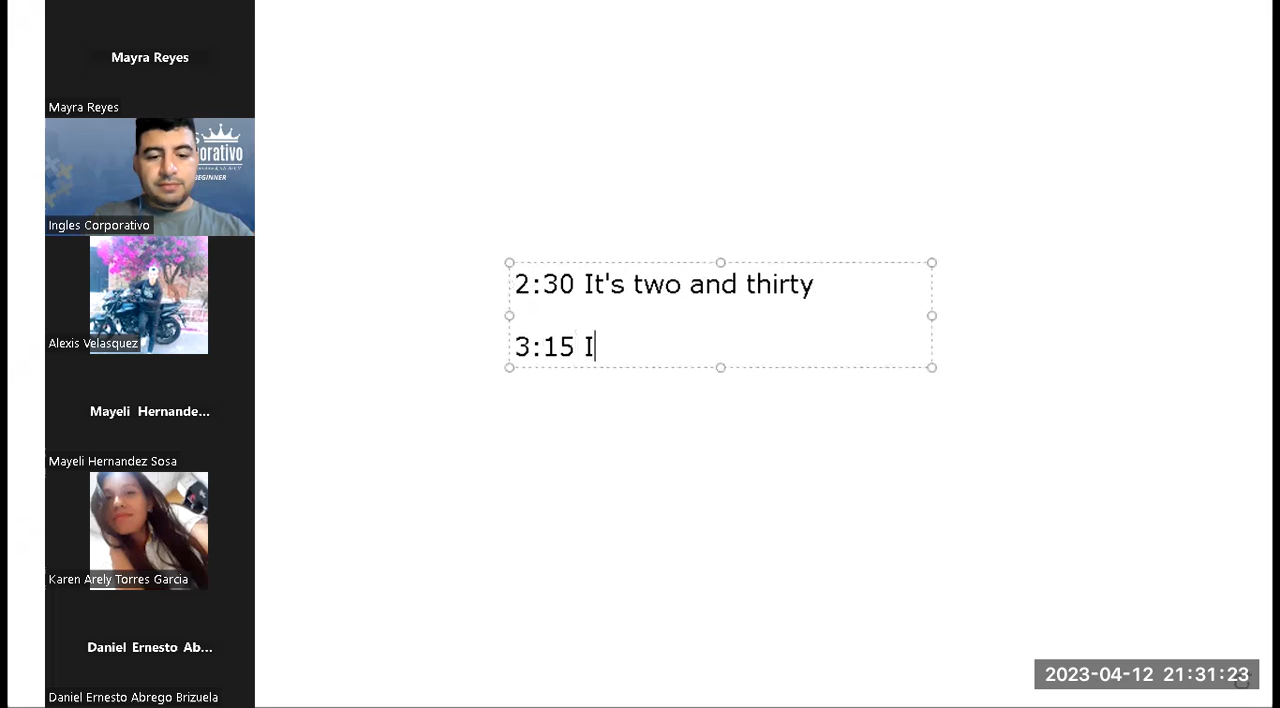 Mayra Reyes
Mayra Reyes
orativo
BEGINNER
Ingles Corporativo
Alexis Velasquez
Mayeli Hernande...
Mayeli Hernandez Sosa
Karen Arely Torres Garcia
Daniel Ernesto Ab...
Daniel Ernesto Abrego Brizuela
2:30 It's two and thirty
3:15 I
2023-04-12 21:31:23